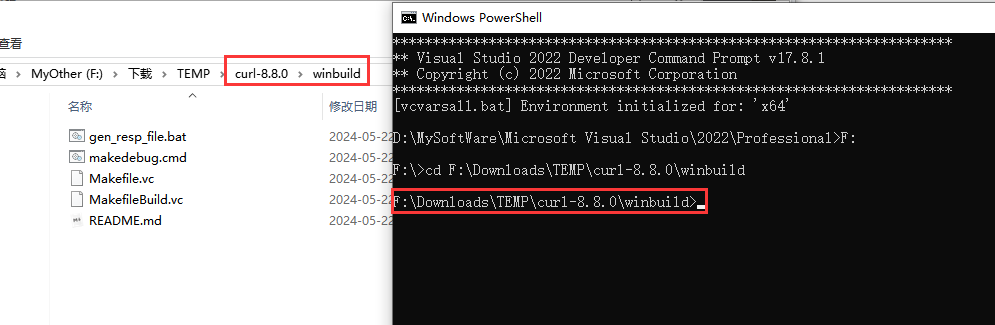 查看
Windows PowerShell
MyOther (F:) > 下载 > TEMP > curl-8.8.0 > winbuild
名称
修改日期
gen_resp_file.bat
2024-05-22
makedebug.cmd
2024-05-22
Makefile.vc
2024-05-22
MakefileBuild.vc
2024-05-22
README.md
2024-05-22
**********************************************************************
** Visual Studio 2022 Developer Command Prompt v17.8.1
** Copyright (c) 2022 Microsoft Corporation
**********************************************************************
[vcvarsall.bat] Environment initialized for: 'x64'
D:\MySoftWare\Microsoft Visual Studio\2022\Professional>F:
F:\>cd F:\Downloads\TEMP\curl-8.8.0\winbuild
F:\Downloads\TEMP\curl-8.8.0\winbuild>